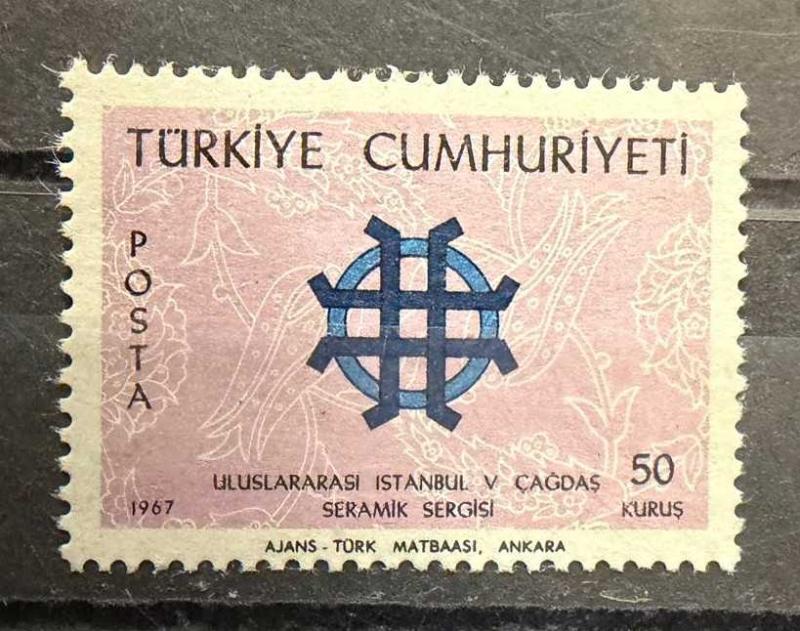 TÜRKİYE CUMHURİYETİ
POSTA
ULUSLARARASI ISTANBUL V ÇAĞDAŞ
SERAMİK SERGİSİ
50
KURUŞ
1967
AJANS - TÜRK MATBAASI, ANKARA